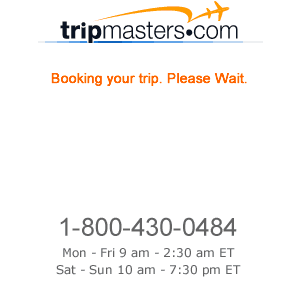 tripmasters.com
Booking your trip. Please Wait.
1-800-430-0484
Mon - Fri 9 am - 2:30 am ET
Sat - Sun 10 am - 7:30 pm ET